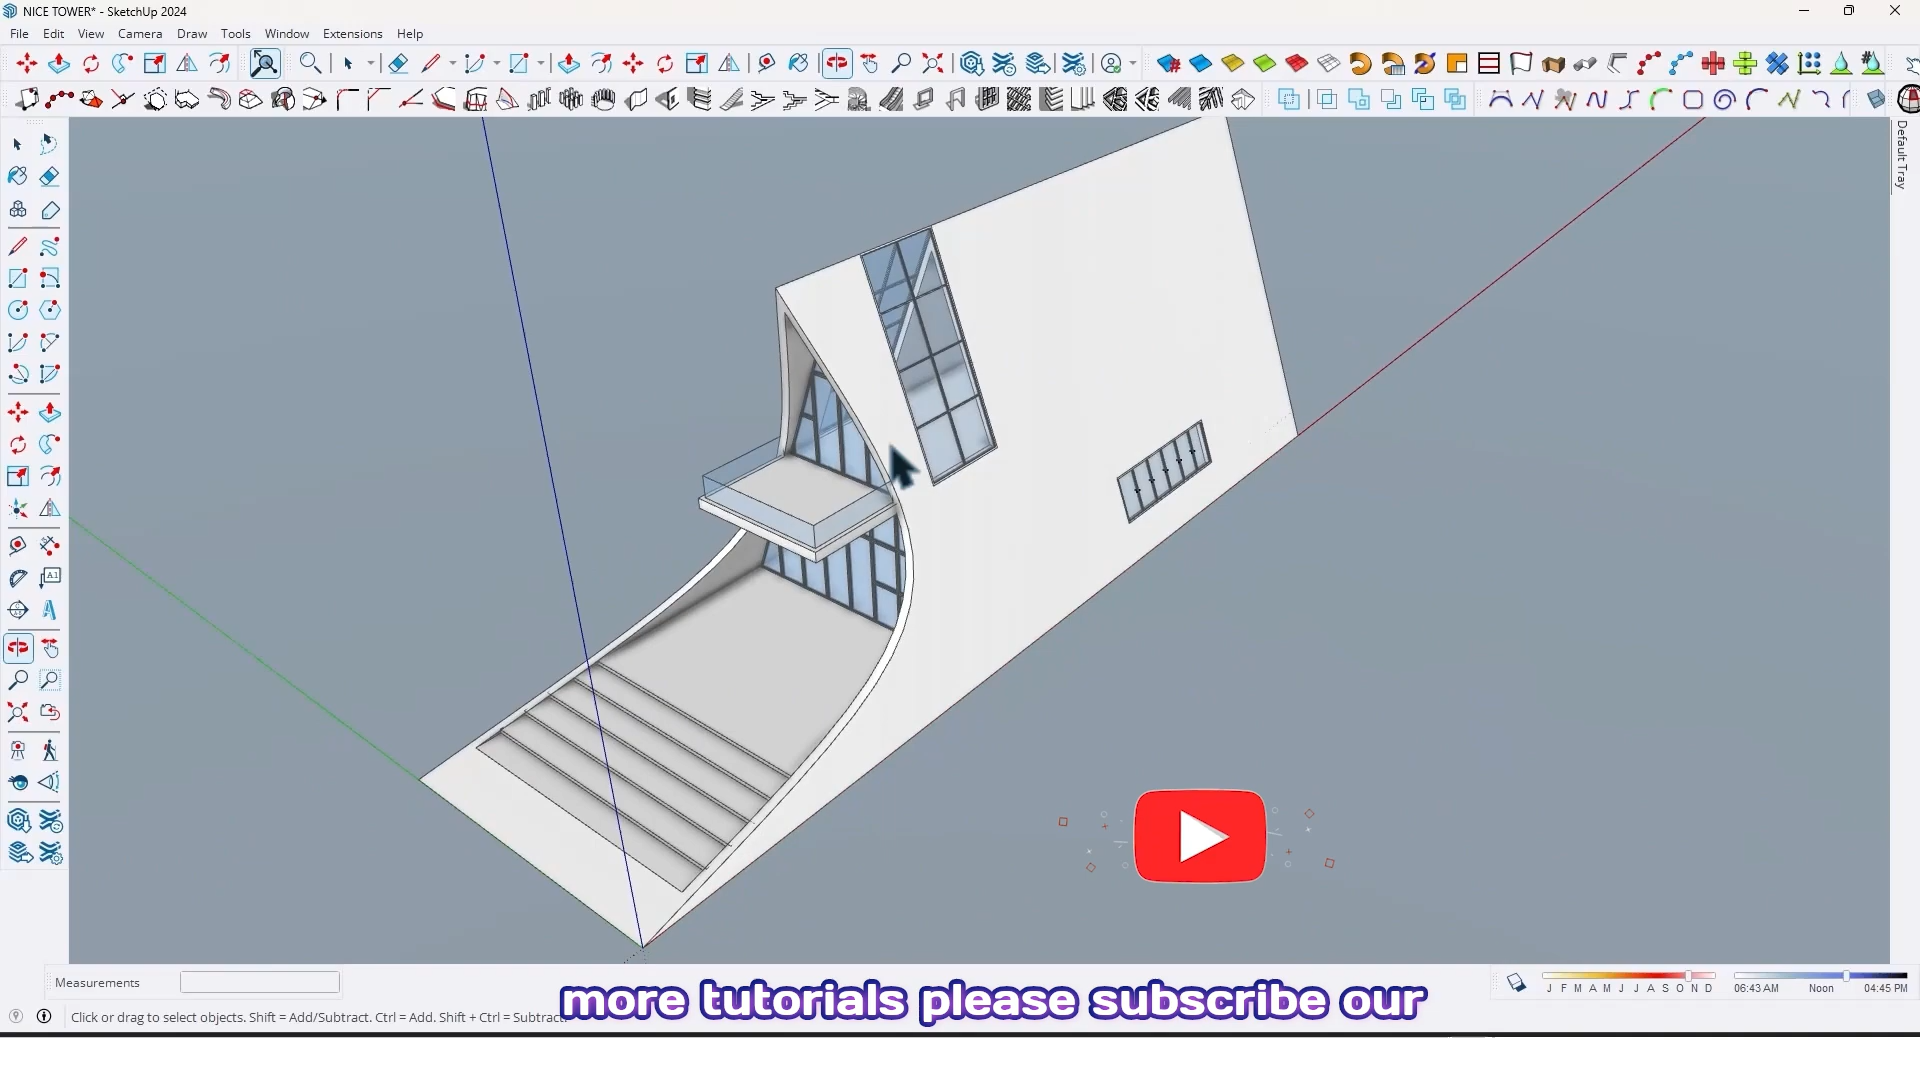 NICE TOWER* - SketchUp 2024
File Edit View Camera Draw Tools Window Extensions Help
Default Tray
A1
A
Measurements
J F M A M J J A S O N D
06:43 AM Noon 04:45 PM
Click or drag to select objects. Shift = Add/Subtract. Ctrl = Add. Shift + Ctrl = Subtract.
more tutorials please subscribe our